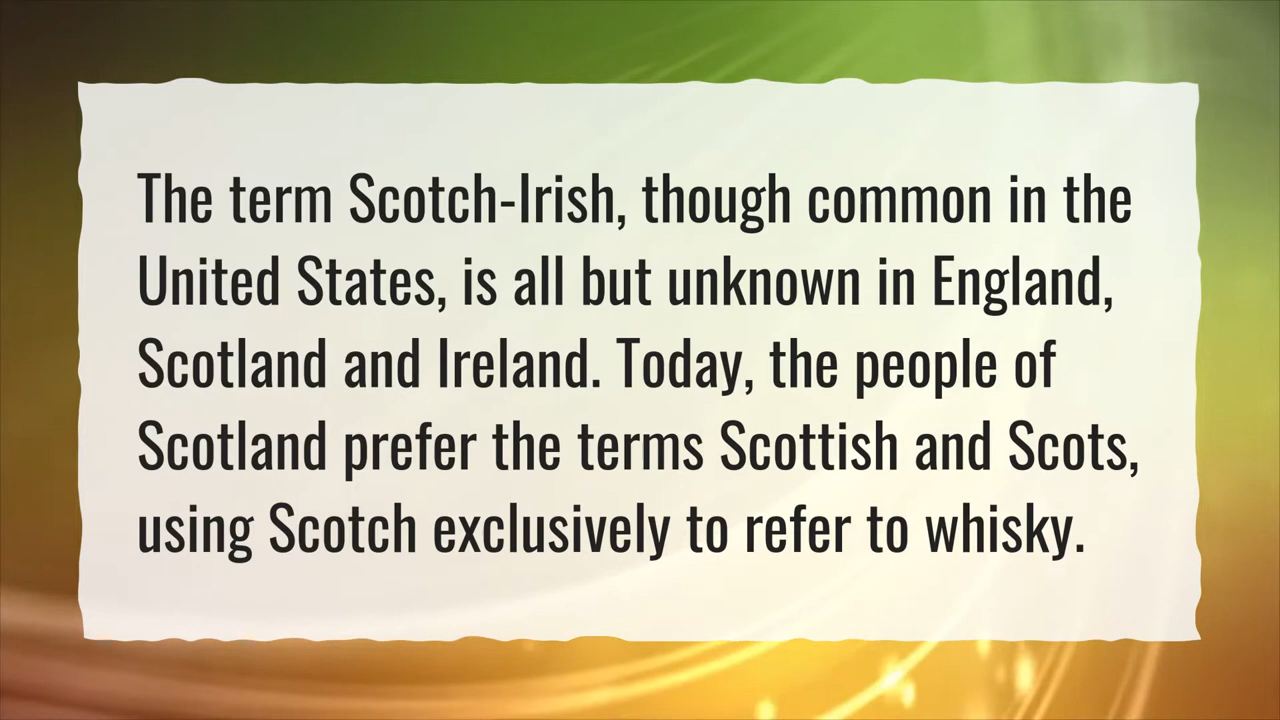 The term Scotch-Irish, though common in the
United States, is all but unknown in England,
Scotland and Ireland. Today, the people of
Scotland prefer the terms Scottish and Scots,
using Scotch exclusively to refer to whisky.